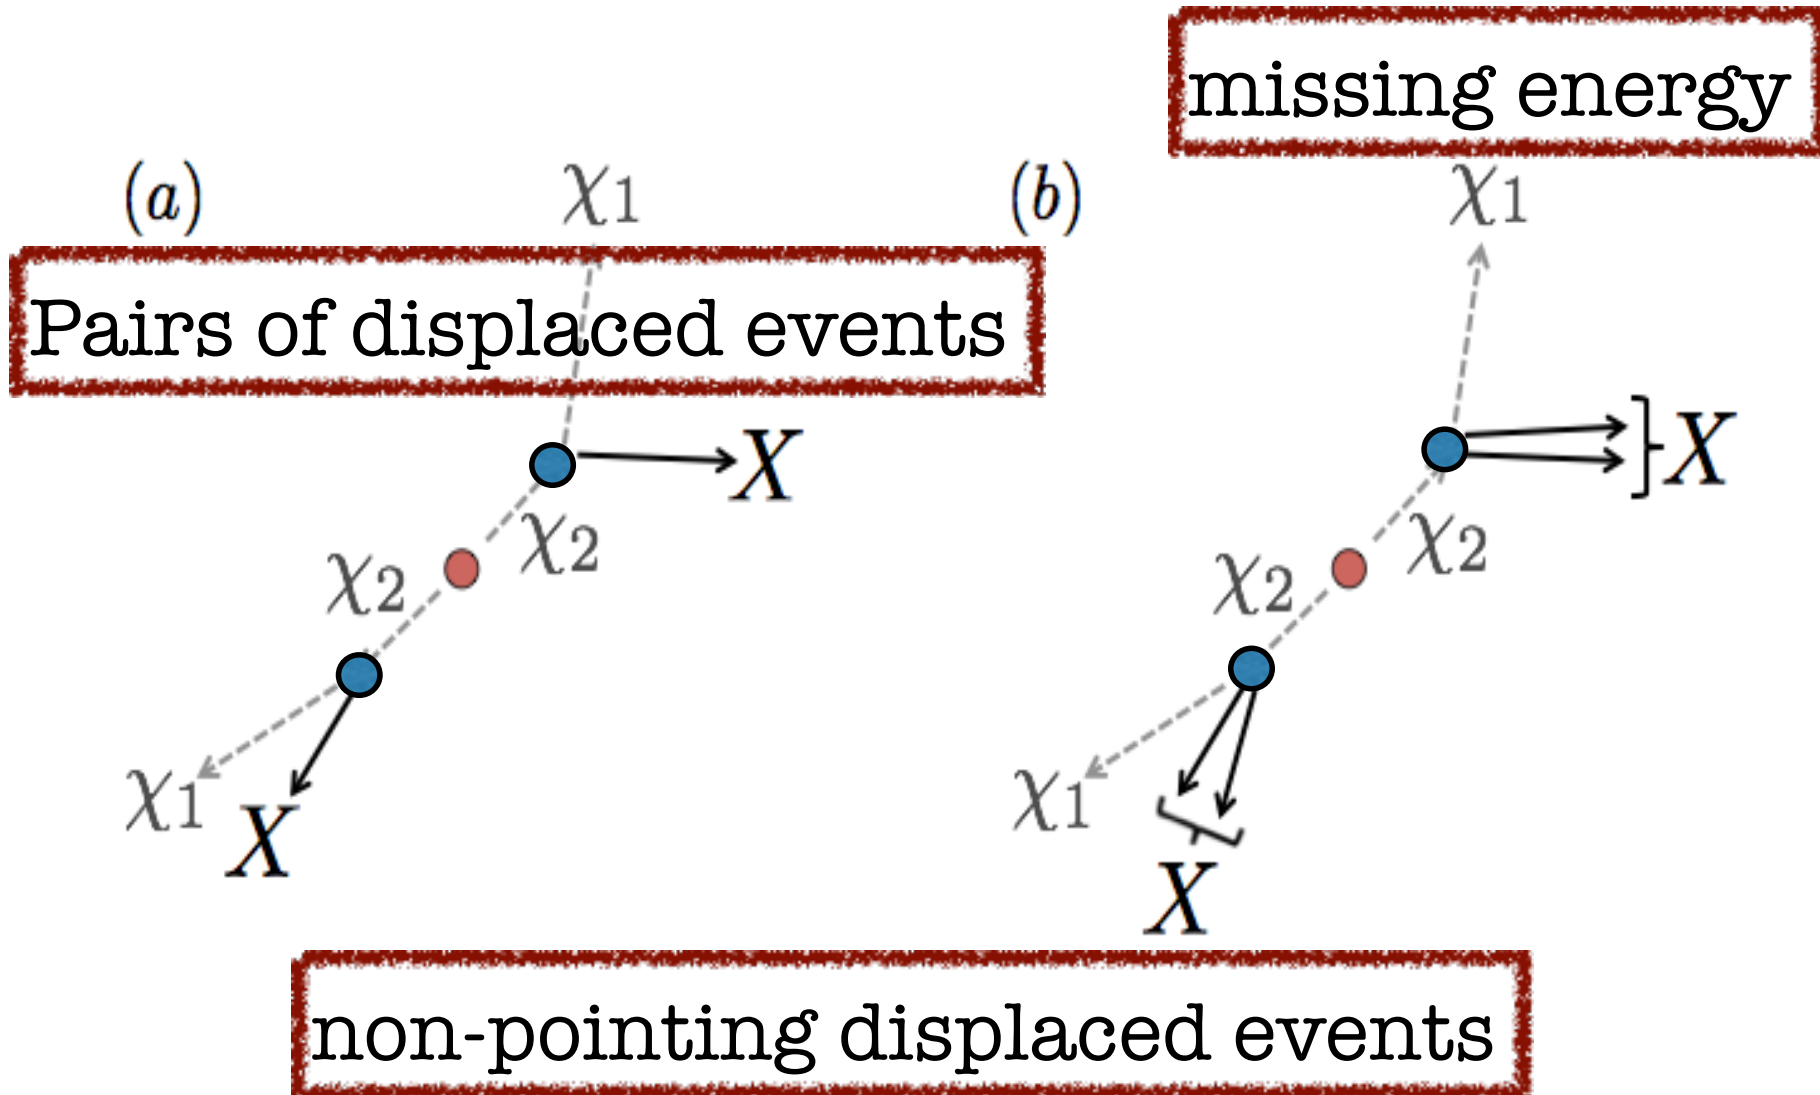 missing energy
(a)
χ1
(b)
χ1
Pairs of displaced events
X
X
χ2
χ2
χ2
χ2
χ1
X
χ1
X
non-pointing displaced events